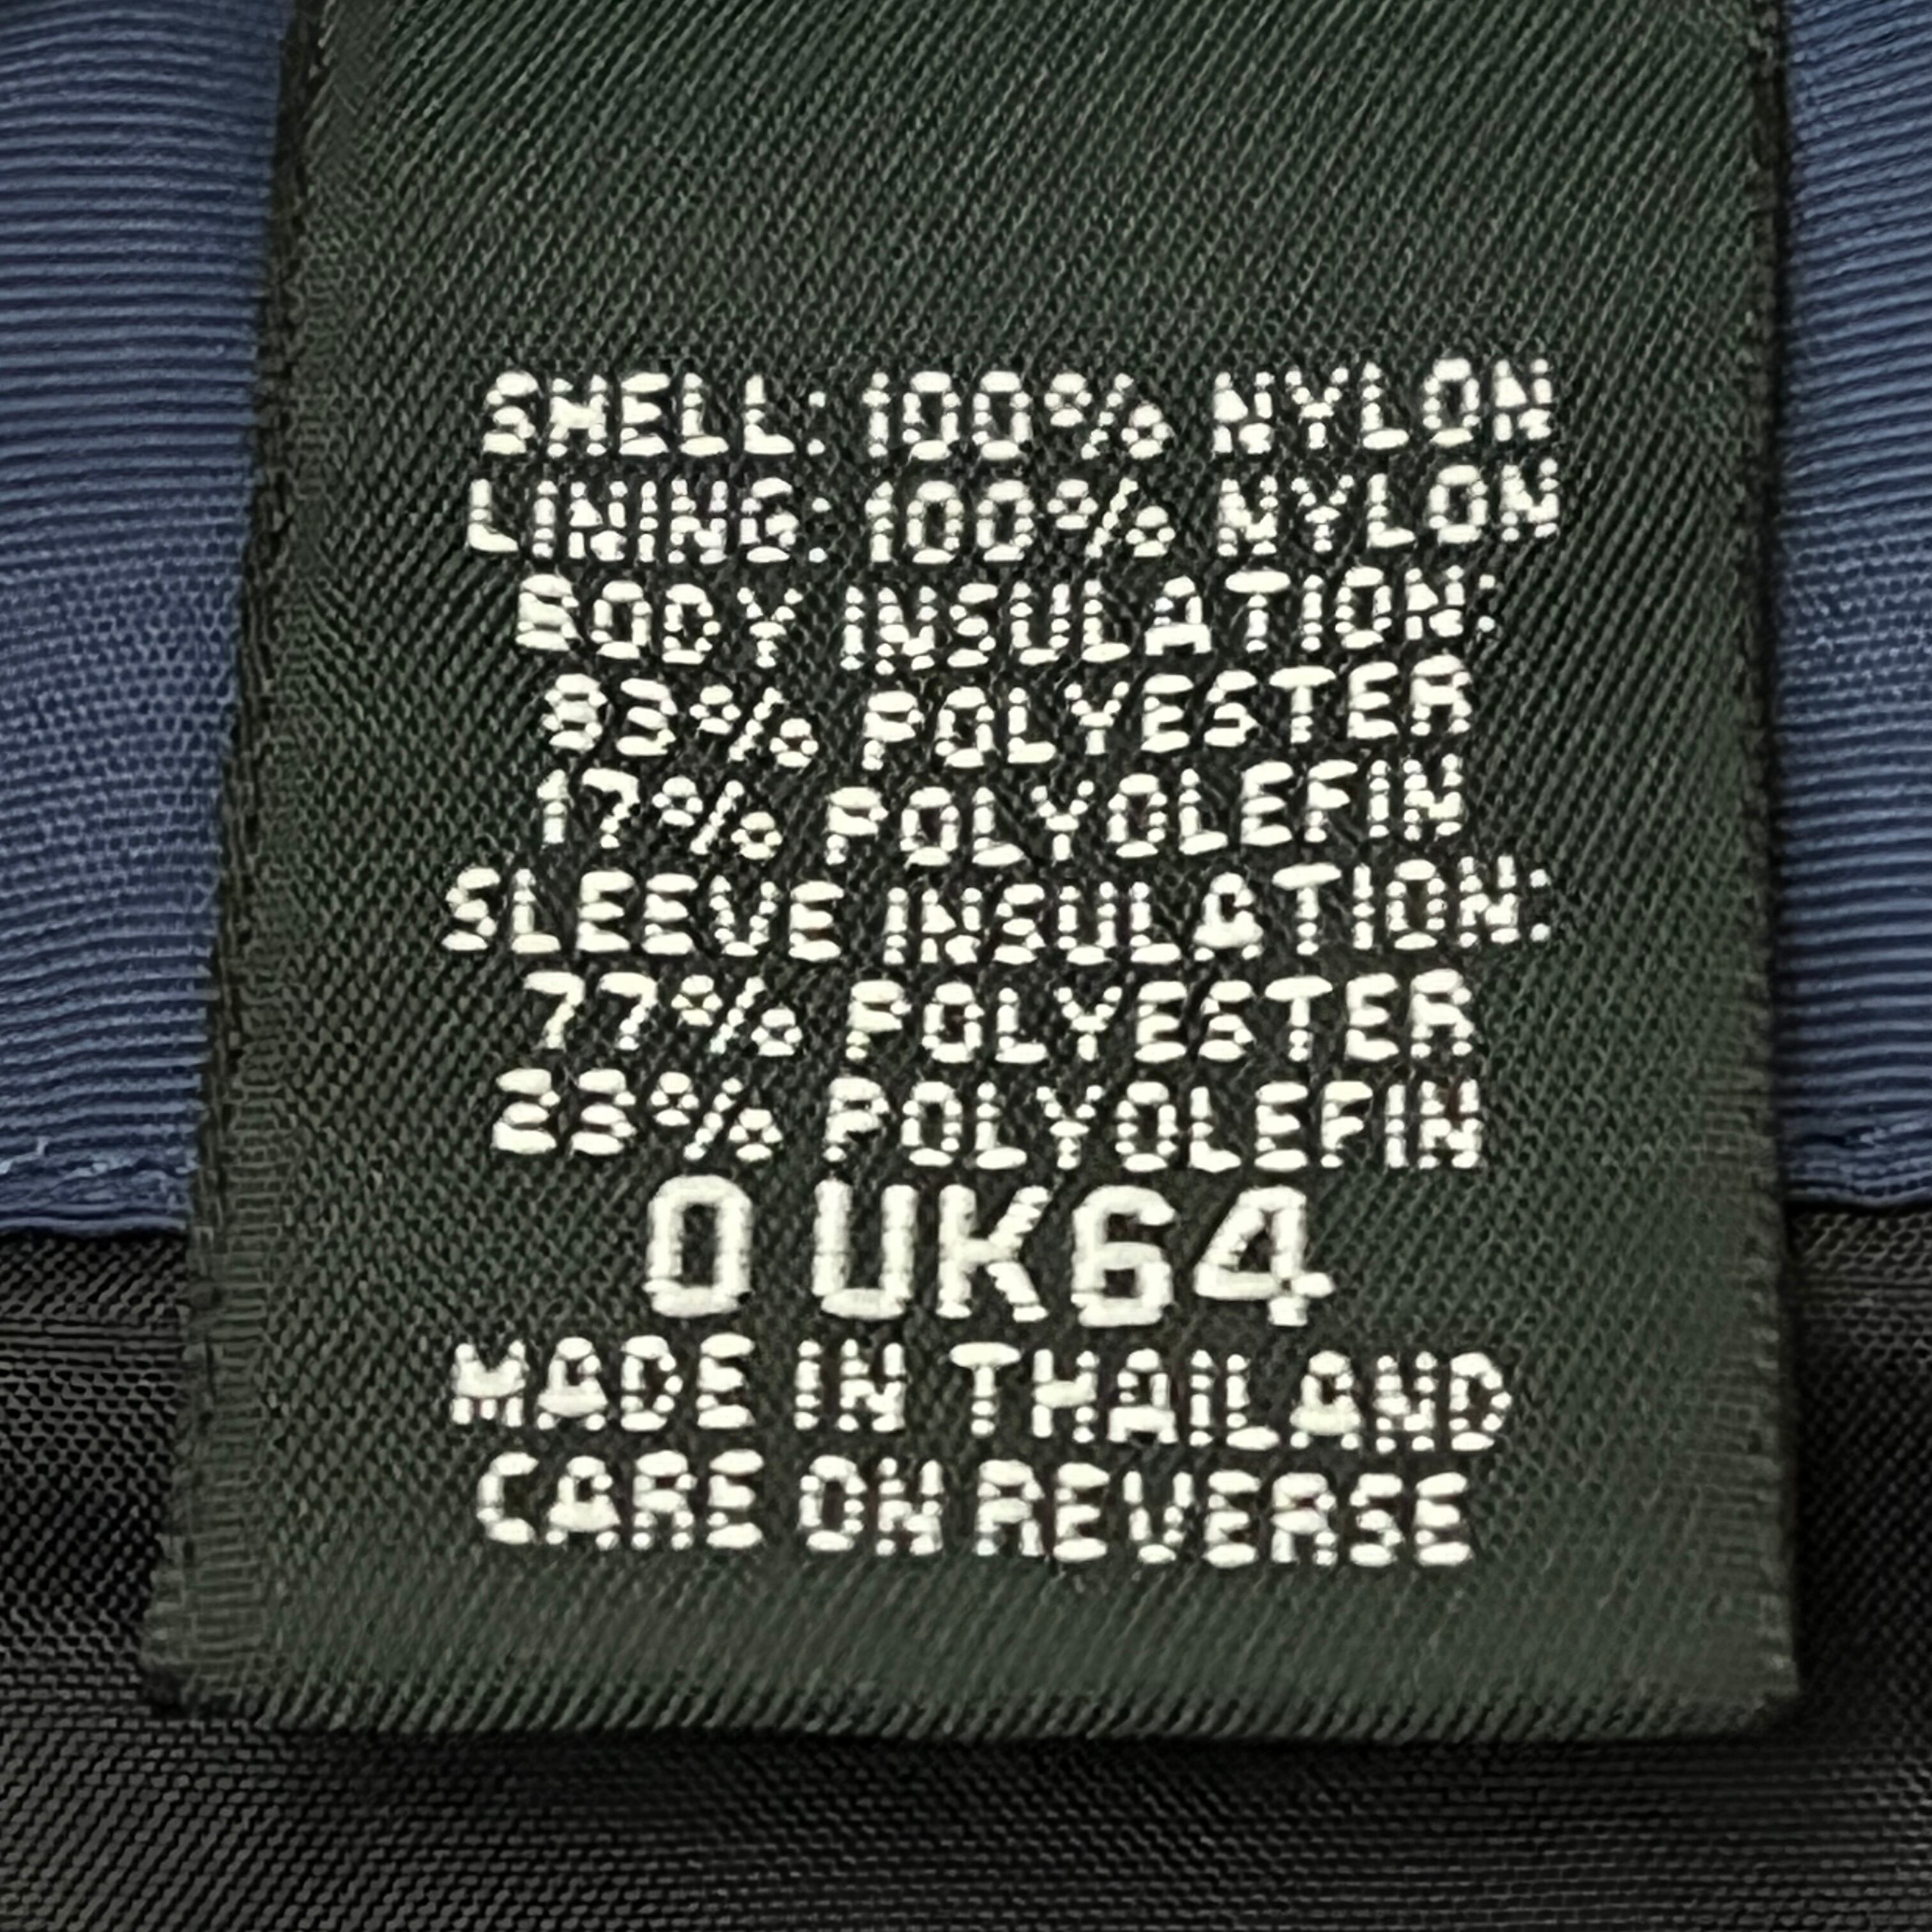 SHELL: 100% NYLON
LINING: 100% NYLON
BODY INSULATION:
83% POLYESTER
17% POLYOLEFIN
SLEEVE INSULATION:
77% POLYESTER
23% POLYOLEFIN
0 UK64
MADE IN THAILAND
CARE ON REVERSE